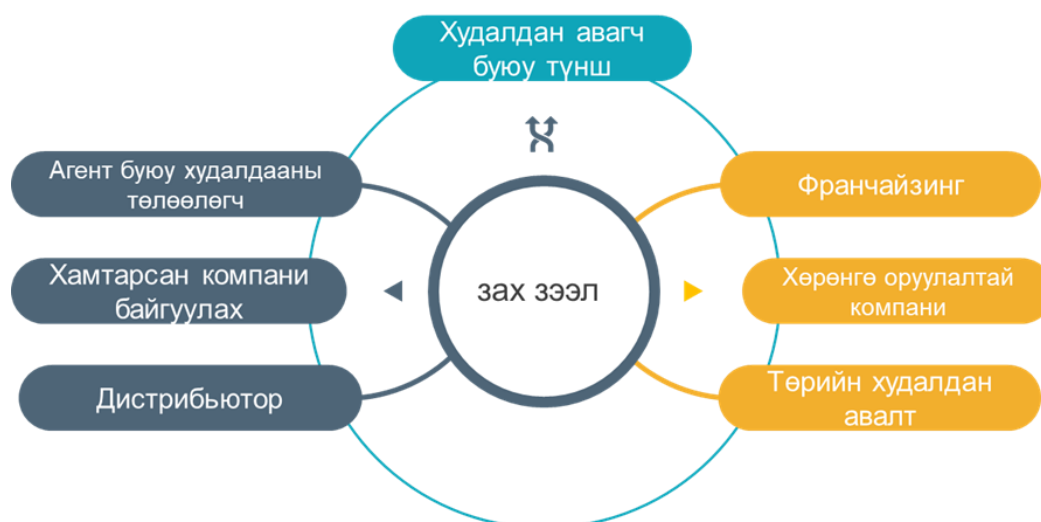 Худалдан авагч
буюу түнш
Агент буюу худалдааны
төлөөлөгч
Хамтарсан компани
байгуулах
Дистрибьютор
зах зээл
Франчайзинг
Хөрөнгө оруулалтай
компани
Төрийн худалдан
авалт